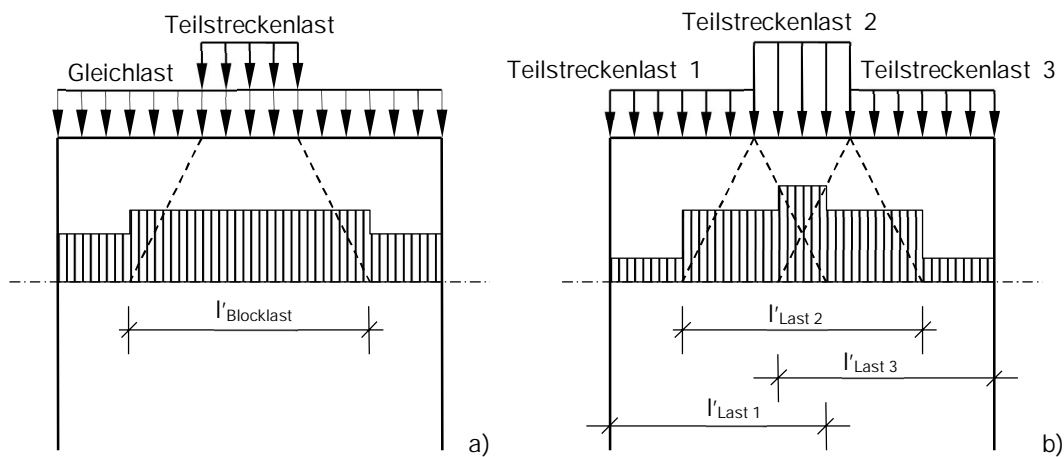 Teilstreckenlast
Gleichlast
l'Blocklast
a)
Teilstreckenlast 2
Teilstreckenlast 1
Teilstreckenlast 3
l'Last 2
l'Last 3
l'Last 1
b)